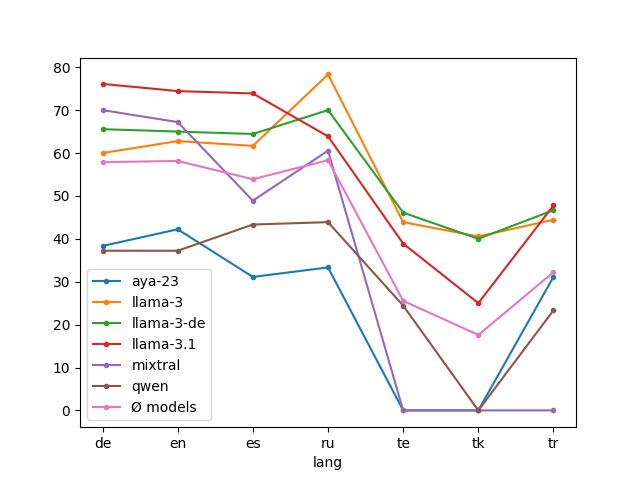 80
70
60
50
40
30
20
10
0
aya-23
llama-3
llama-3-de
llama-3.1
mixtral
qwen
Ø models
de en es ru te tk tr
lang